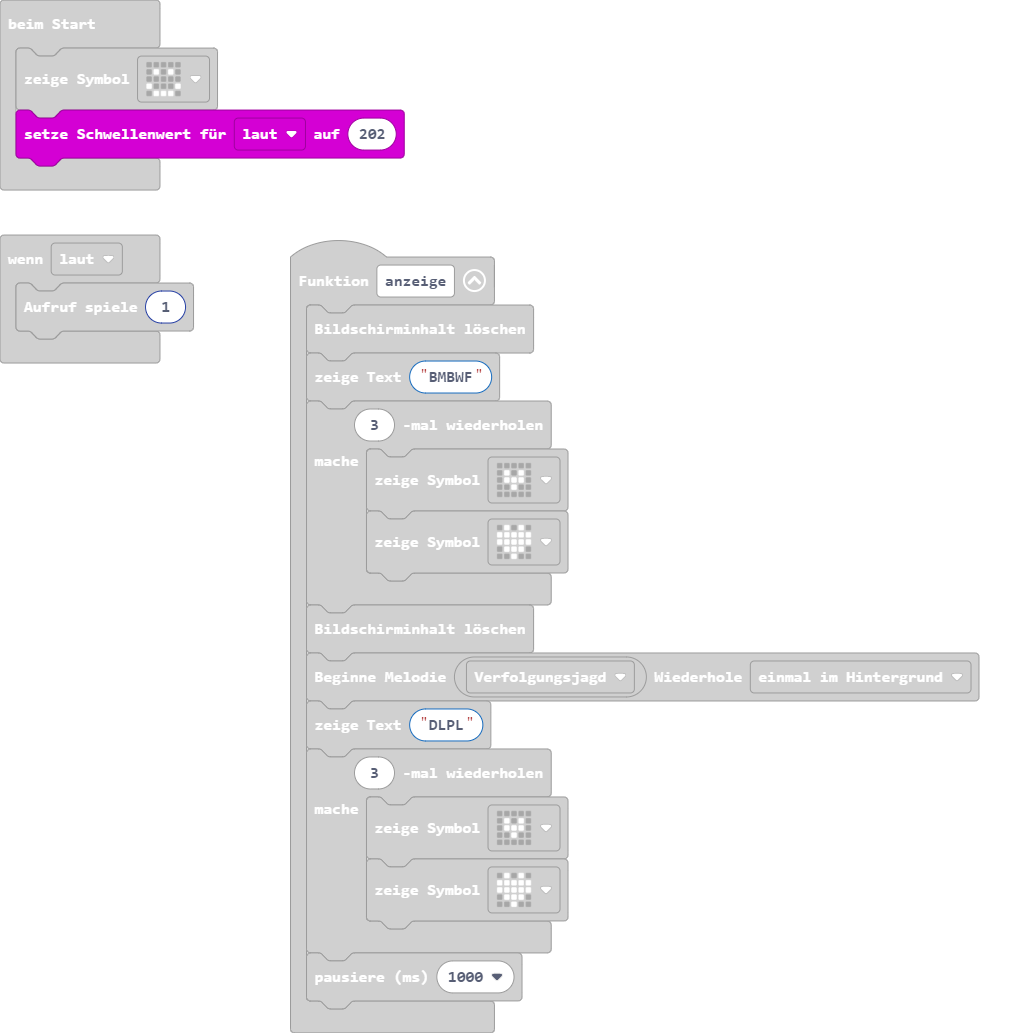 beim Start
zeige Symbol
setze Schwellenwert für laut auf 202
wenn laut
Aufruf spiele 1
Funktion anzeige
Bildschirminhalt löschen
zeige Text "BMBWF"
3 -mal wiederholen
mache
zeige Symbol
zeige Symbol
Bildschirminhalt löschen
Beginne Melodie Verfolgungsjagd Wiederhole einmal im Hintergrund
zeige Text "DLPL"
3 -mal wiederholen
mache
zeige Symbol
zeige Symbol
pausiere (ms) 1000